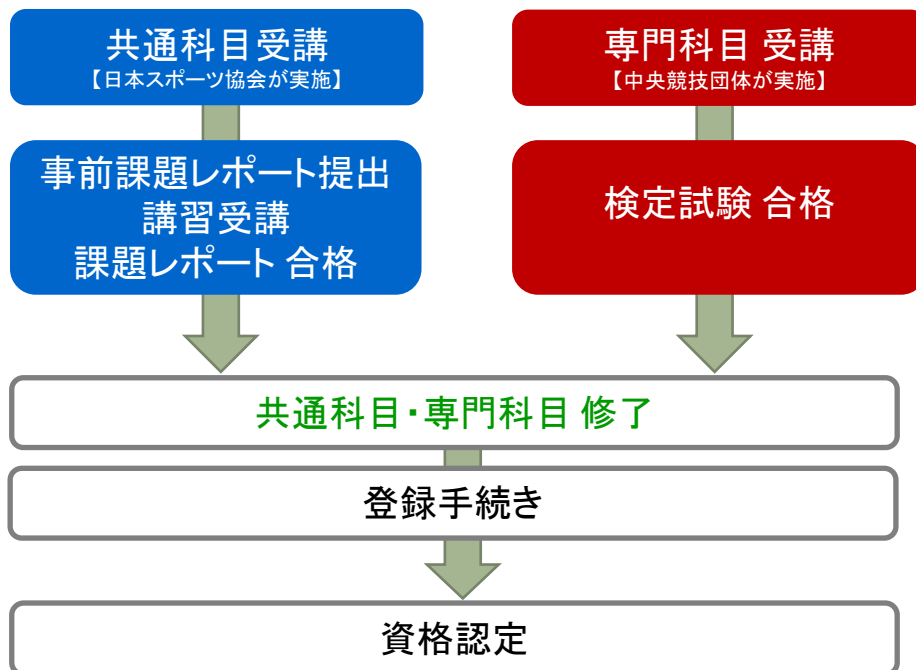 共通科目受講
【日本スポーツ協会が実施】
専門科目 受講
【中央競技団体が実施】
事前課題レポート提出
講習受講
課題レポート 合格
検定試験 合格
共通科目・専門科目 修了
登録手続き
資格認定